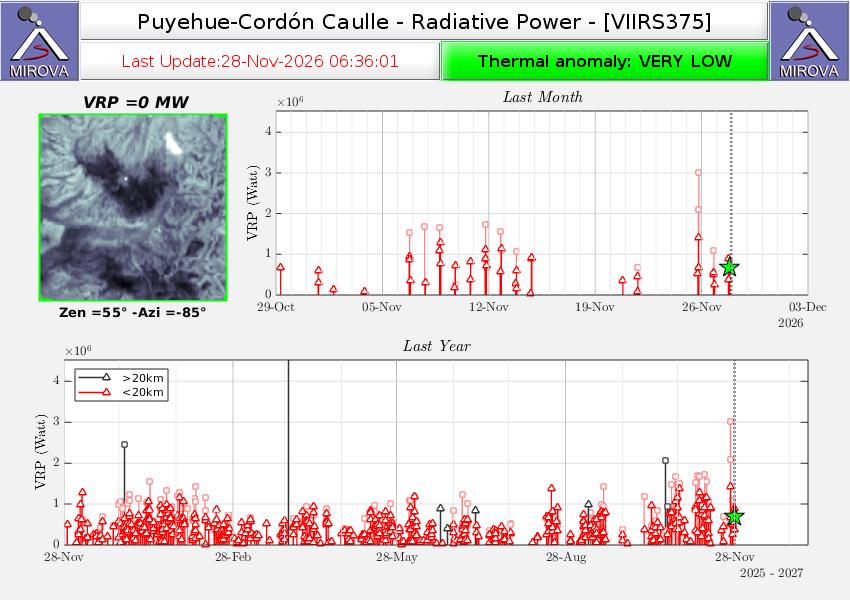 Puyehue-Cordón Caulle - Radiative Power - [VIIRS375]
MIROVA
Last Update:28-Nov-2026 06:36:01
Thermal anomaly: VERY LOW
MIROVA
VRP =0 MW
Zen =55° -Azi =-85°
Last Month
×10⁶
VRP (Watt)
4
3
2
1
0
29-Oct 05-Nov 12-Nov 19-Nov 26-Nov 03-Dec
2026
Last Year
×10⁶
VRP (Watt)
>20km
<20km
4
3
2
1
0
28-Nov 28-Feb 28-May 28-Aug 28-Nov
2025 - 2027